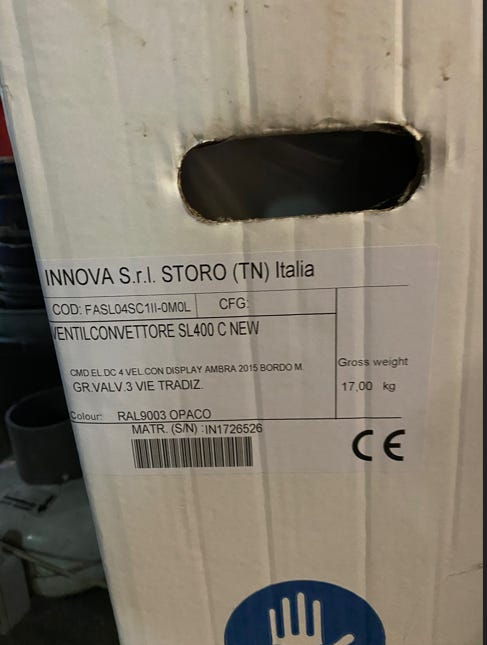 INNOVA S.r.l. STORO (TN) Italia
COD: FASL04SC1II-0M0L CFG:
VENTILCONVETTORE SL400 C NEW
CMD.EL.DC 4 VEL.CON DISPLAY AMBRA 2015 BORDO M.
GR.VALV.3 VIE TRADIZ.
Gross weight
17,00 kg
Colour: RAL9003 OPACO
MATR. (S/N) :IN1726526
CE